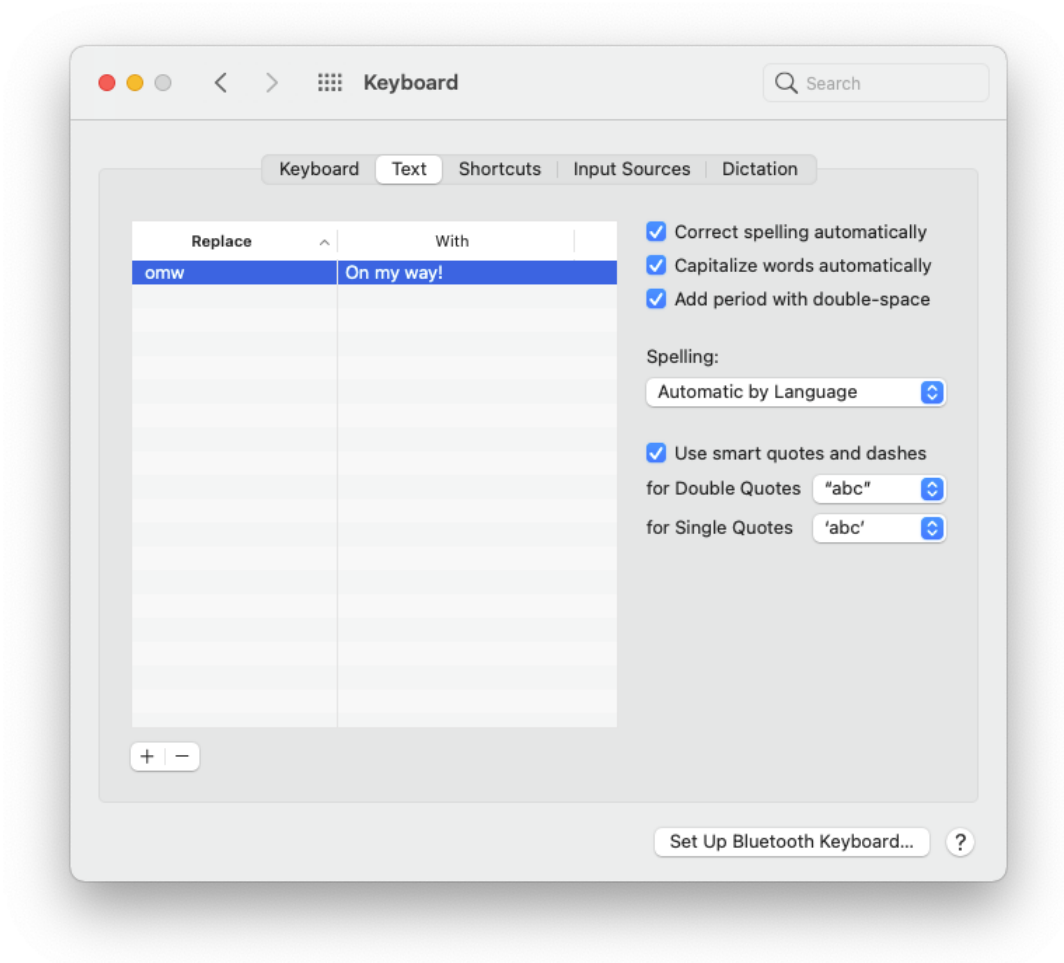 Keyboard
Search
Keyboard Text Shortcuts Input Sources Dictation
Replace With
omw On my way!
Correct spelling automatically
Capitalize words automatically
Add period with double-space
Spelling:
Automatic by Language
Use smart quotes and dashes
for Double Quotes “abc”
for Single Quotes ‘abc’
+ −
Set Up Bluetooth Keyboard... ?